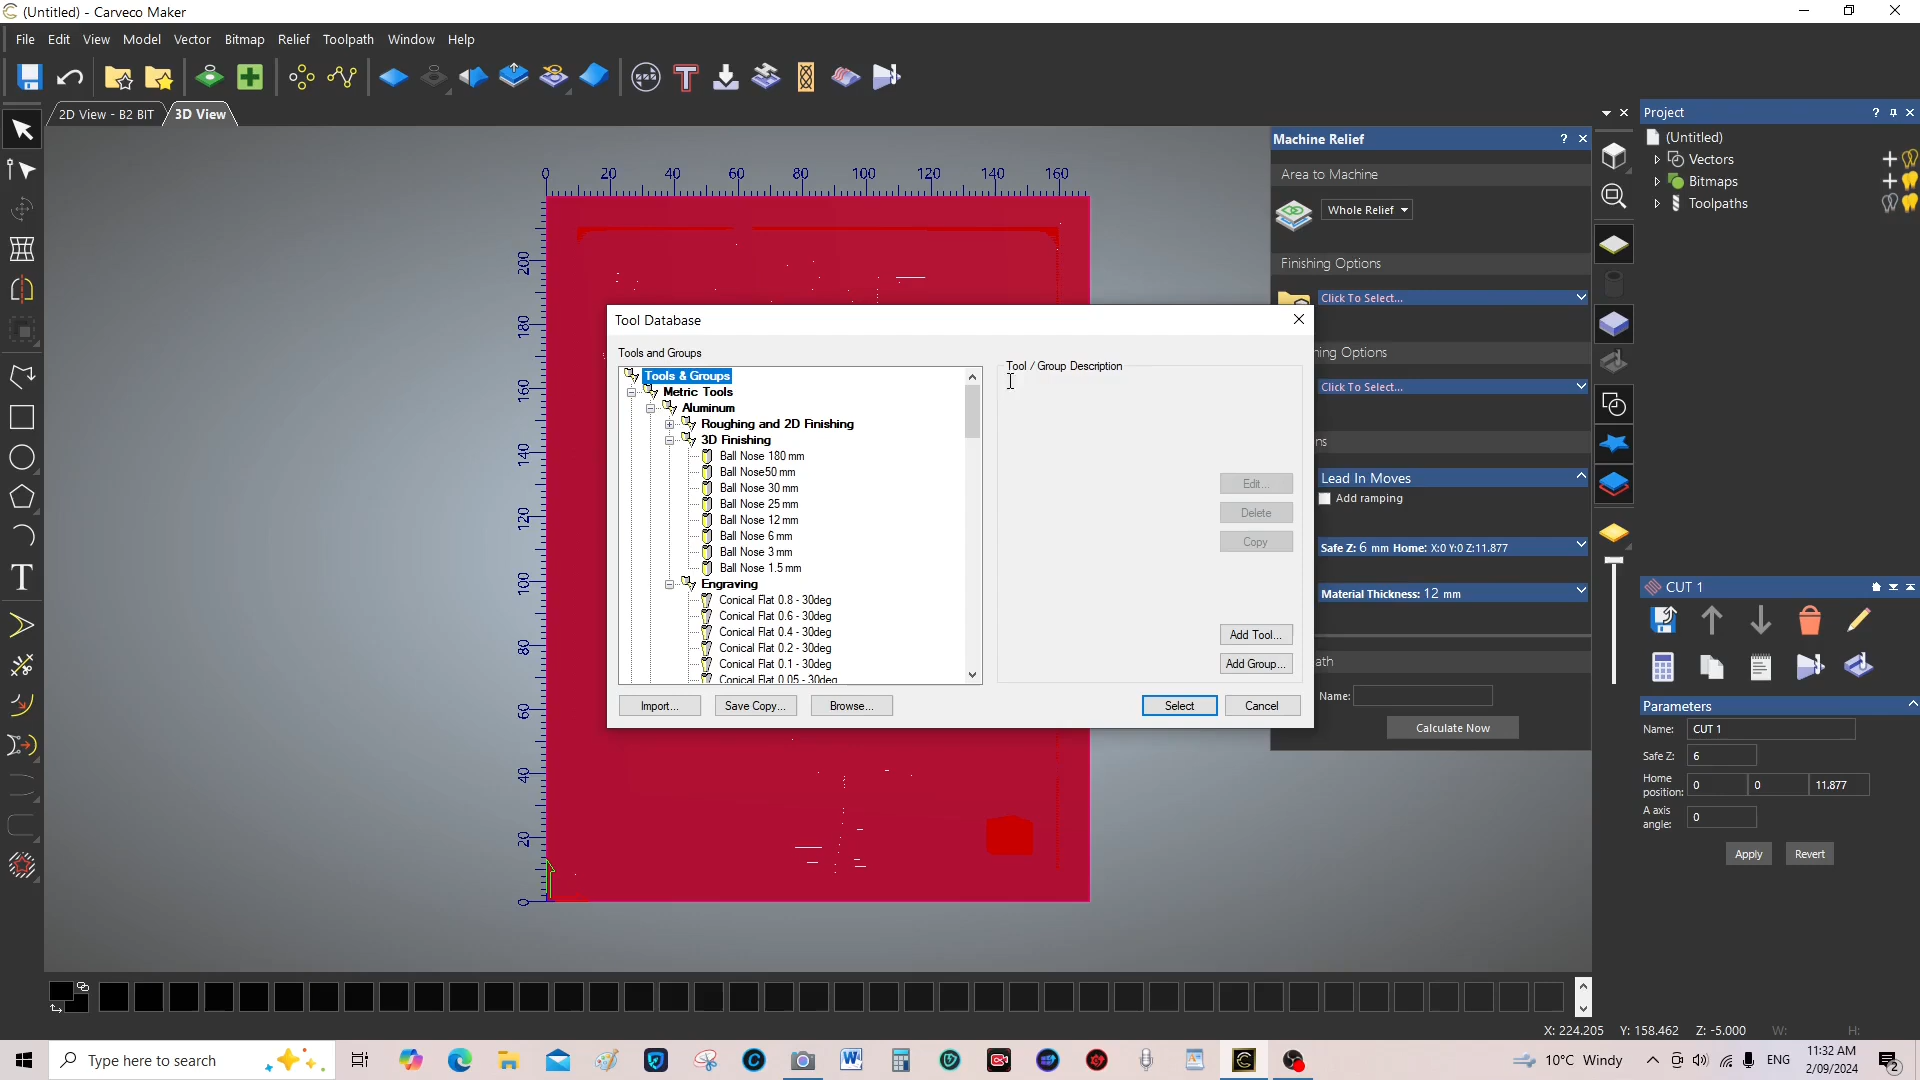 (Untitled) - Carveco Maker
File Edit View Model Vector Bitmap Relief Toolpath Window Help
2D View - B2 BIT
3D View
0 20 40 60 80 100 120 140 160
200
180
160
140
120
100
80
60
40
20
0
Machine Relief
Area to Machine
Whole Relief
Finishing Options
Click To Select...
ning Options
Click To Select...
ns
Lead In Moves
Add ramping
Safe Z: 6 mm Home: X:0 Y:0 Z:11.877
Material Thickness: 12 mm
ath
Name:
Calculate Now
Tool Database
Tools and Groups
Tools & Groups
Metric Tools
Aluminum
Roughing and 2D Finishing
3D Finishing
Ball Nose 180 mm
Ball Nose50 mm
Ball Nose 30 mm
Ball Nose 25 mm
Ball Nose 12 mm
Ball Nose 6 mm
Ball Nose 3 mm
Ball Nose 1.5 mm
Engraving
Conical Flat 0.8 - 30deg
Conical Flat 0.6 - 30deg
Conical Flat 0.4 - 30deg
Conical Flat 0.2 - 30deg
Conical Flat 0.1 - 30deg
Conical Flat 0.05 - 30deg
Tool / Group Description
Edit...
Delete
Copy
Add Tool...
Add Group...
Import...
Save Copy...
Browse...
Select
Cancel
Project
(Untitled)
Vectors
Bitmaps
Toolpaths
CUT 1
Parameters
Name: CUT 1
Safe Z: 6
Home position: 0 0 11.877
A axis angle: 0
Apply
Revert
X: 224.205 Y: 158.462 Z: -5.000 W: H:
Type here to search
10°C Windy
ENG
11:32 AM
2/09/2024
2